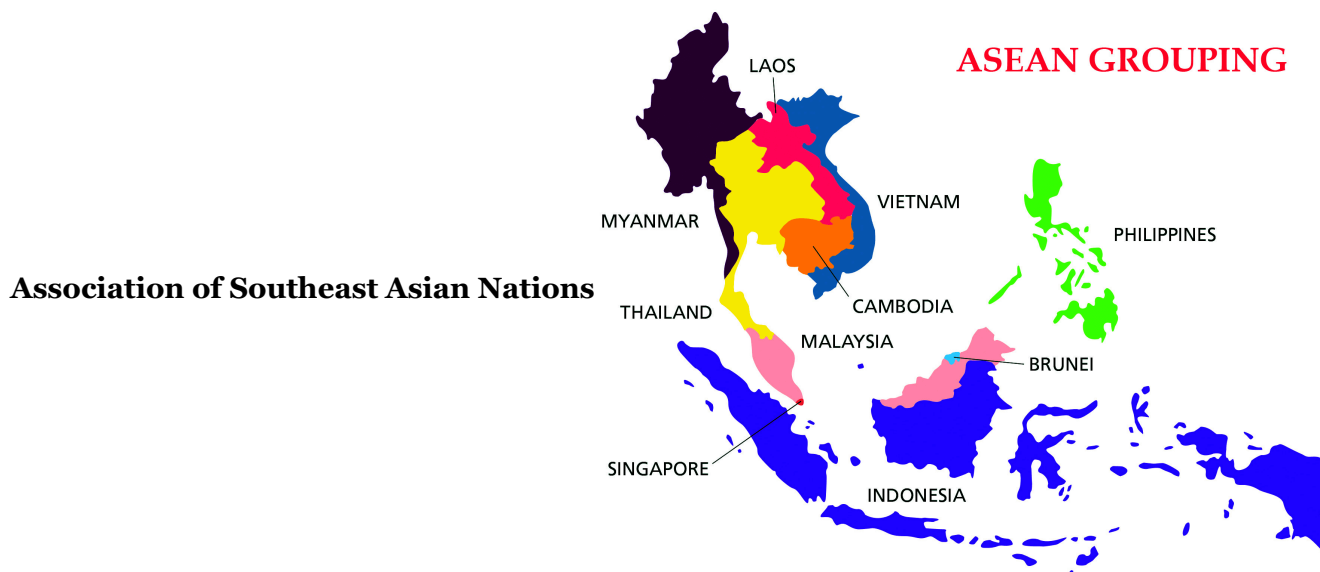 ASEAN GROUPING
LAOS
MYANMAR
VIETNAM
PHILIPPINES
Association of Southeast Asian Nations
THAILAND
CAMBODIA
MALAYSIA
BRUNEI
SINGAPORE
INDONESIA